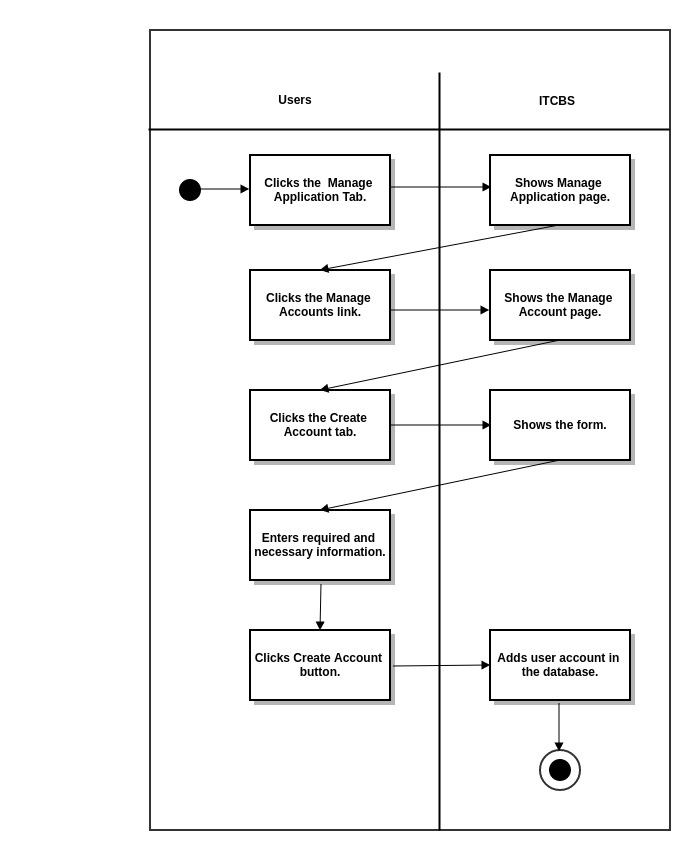 Users
ITCBS
Clicks the  Manage
Application Tab.
Shows Manage
Application page.
Clicks the Manage
Accounts link.
Shows the Manage
Account page.
Clicks the Create
Account tab.
Shows the form.
Enters required and
necessary information.
Clicks Create Account
button.
Adds user account in
the database.